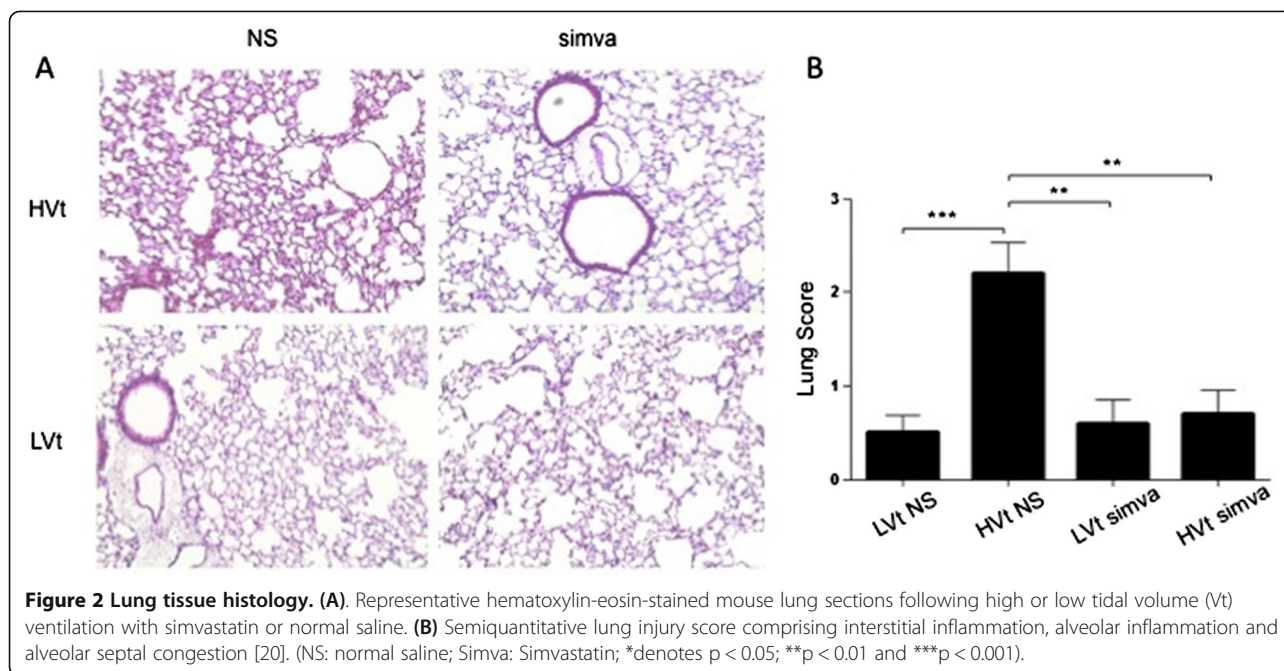 NS
simva
A
B
HVt
LVt
***
**
**
3
2
1
0
Lung Score
LVt NS
HVt NS
LVt simva
HVt simva
Figure 2 Lung tissue histology. (A). Representative hematoxylin-eosin-stained mouse lung sections following high or low tidal volume (Vt)
ventilation with simvastatin or normal saline. (B) Semiquantitative lung injury score comprising interstitial inflammation, alveolar inflammation and
alveolar septal congestion [20]. (NS: normal saline; Simva: Simvastatin; *denotes p < 0.05; **p < 0.01 and ***p < 0.001).